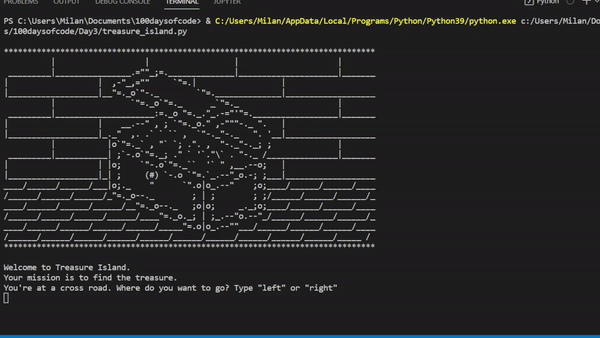 PROBLEMS OUTPUT DEBUG CONSOLE TERMINAL JUPYTER Python
PS C:\Users\Milan\Documents\100daysofcode> & C:/Users/Milan/AppData/Local/Programs/Python/Python39/python.exe c:/Users/Milan/Do
s/100daysofcode/Day3/treasure_island.py
Welcome to Treasure Island.
Your mission is to find the treasure.
You're at a cross road. Where do you want to go? Type "left" or "right"